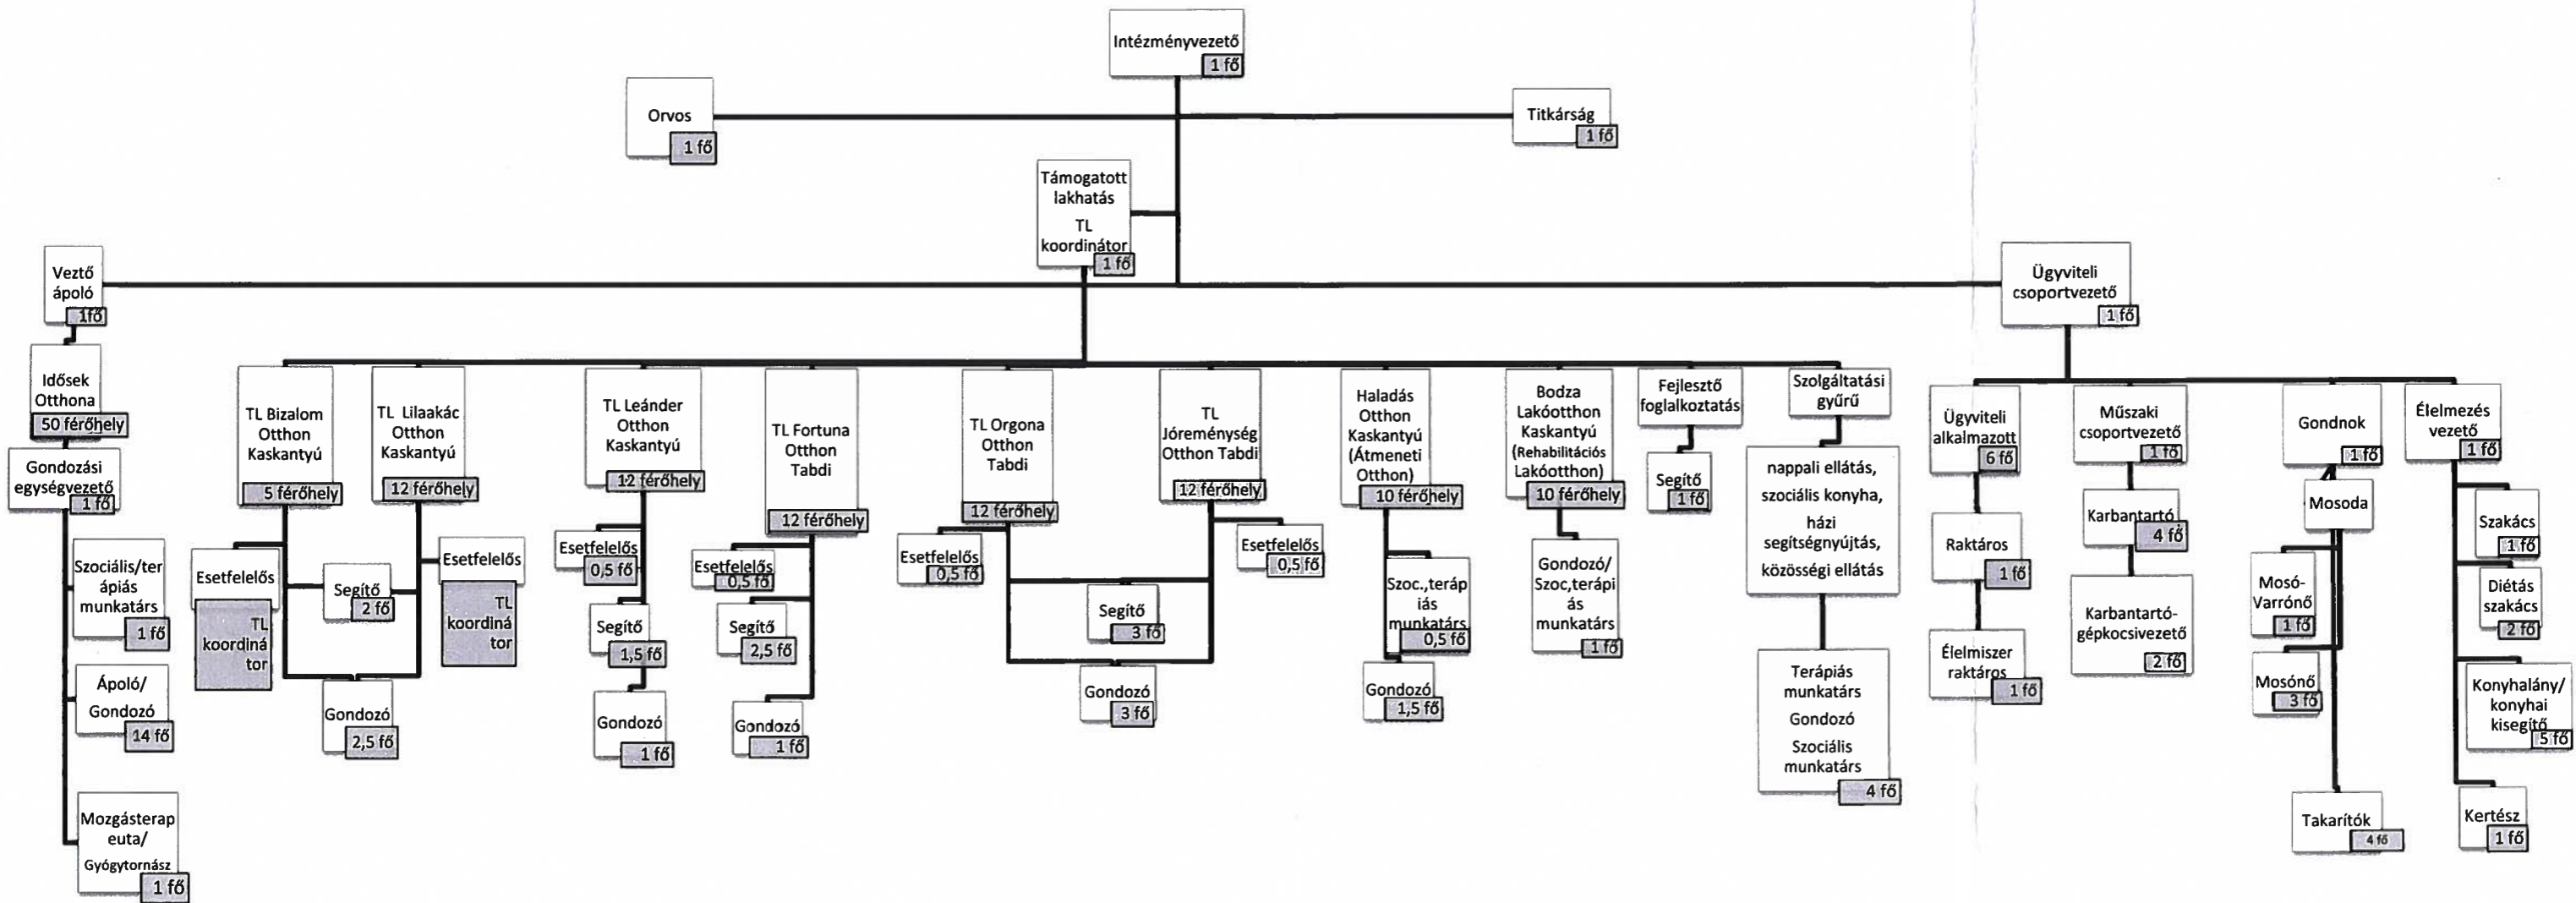 Intézményvezető
1 fő
Orvos
1 fő
Titkárság
1 fő
Támogatott
lakhatás
TL
koordinátor
1 fő
Veztő
ápoló
1fő
Ügyviteli
csoportvezető
1 fő
Idősek
Otthona
50 férőhely
Gondozási
egységvezető
1 fő
Szociális/ter
ápiás
munkatárs
1 fő
Ápoló/
Gondozó
14 fő
Mozgásterap
euta/
Gyógytornász
1 fő
TL Bizalom
Otthon
Kaskantyú
5 férőhely
Esetfelelős
TL
koordiná
tor
TL Lilaakác
Otthon
Kaskantyú
12 férőhely
Esetfelelős
TL
koordiná
tor
Segítő
2 fő
Gondozó
2,5 fő
TL Leánder
Otthon
Kaskantyú
12 férőhely
Esetfelelős
0,5 fő
Segítő
1,5 fő
Gondozó
1 fő
TL Fortuna
Otthon
Tabdi
12 férőhely
Esetfelelős
0,5 fő
Segítő
2,5 fő
Gondozó
1 fő
TL Orgona
Otthon
Tabdi
12 férőhely
Esetfelelős
0,5 fő
TL
Jóreménység
Otthon Tabdi
12 férőhely
Esetfelelős
0,5 fő
Segítő
3 fő
Gondozó
3 fő
Haladás
Otthon
Kaskantyú
(Átmeneti
Otthon)
10 férőhely
Szoc.,teráp
iás
munkatárs
0,5 fő
Gondozó
1,5 fő
Bodza
Lakóotthon
Kaskantyú
(Rehabilitációs
Lakóotthon)
10 férőhely
Gondozó/
Szoc,terápi
ás
munkatárs
1 fő
Fejlesztő
foglalkoztatás
Segítő
1 fő
Szolgáltatási
gyűrű
nappali ellátás,
szociális konyha,
házi
segítségnyújtás,
közösségi ellátás
Terápiás
munkatárs
Gondozó
Szociális
munkatárs
4 fő
Ügyviteli
alkalmazott
6 fő
Raktáros
1 fő
Élelmiszer
raktáros
1 fő
Műszaki
csoportvezető
1 fő
Karbantartó
4 fő
Karbantartó-
gépkocsivezető
2 fő
Gondnok
1 fő
Mosoda
Mosó-
Varrónő
1 fő
Mosónő
3 fő
Takarítók
4 fő
Élelmezés
vezető
1 fő
Szakács
1 fő
Diétás
szakács
2 fő
Konyhalány/
konyhai
kisegítő
5 fő
Kertész
1 fő